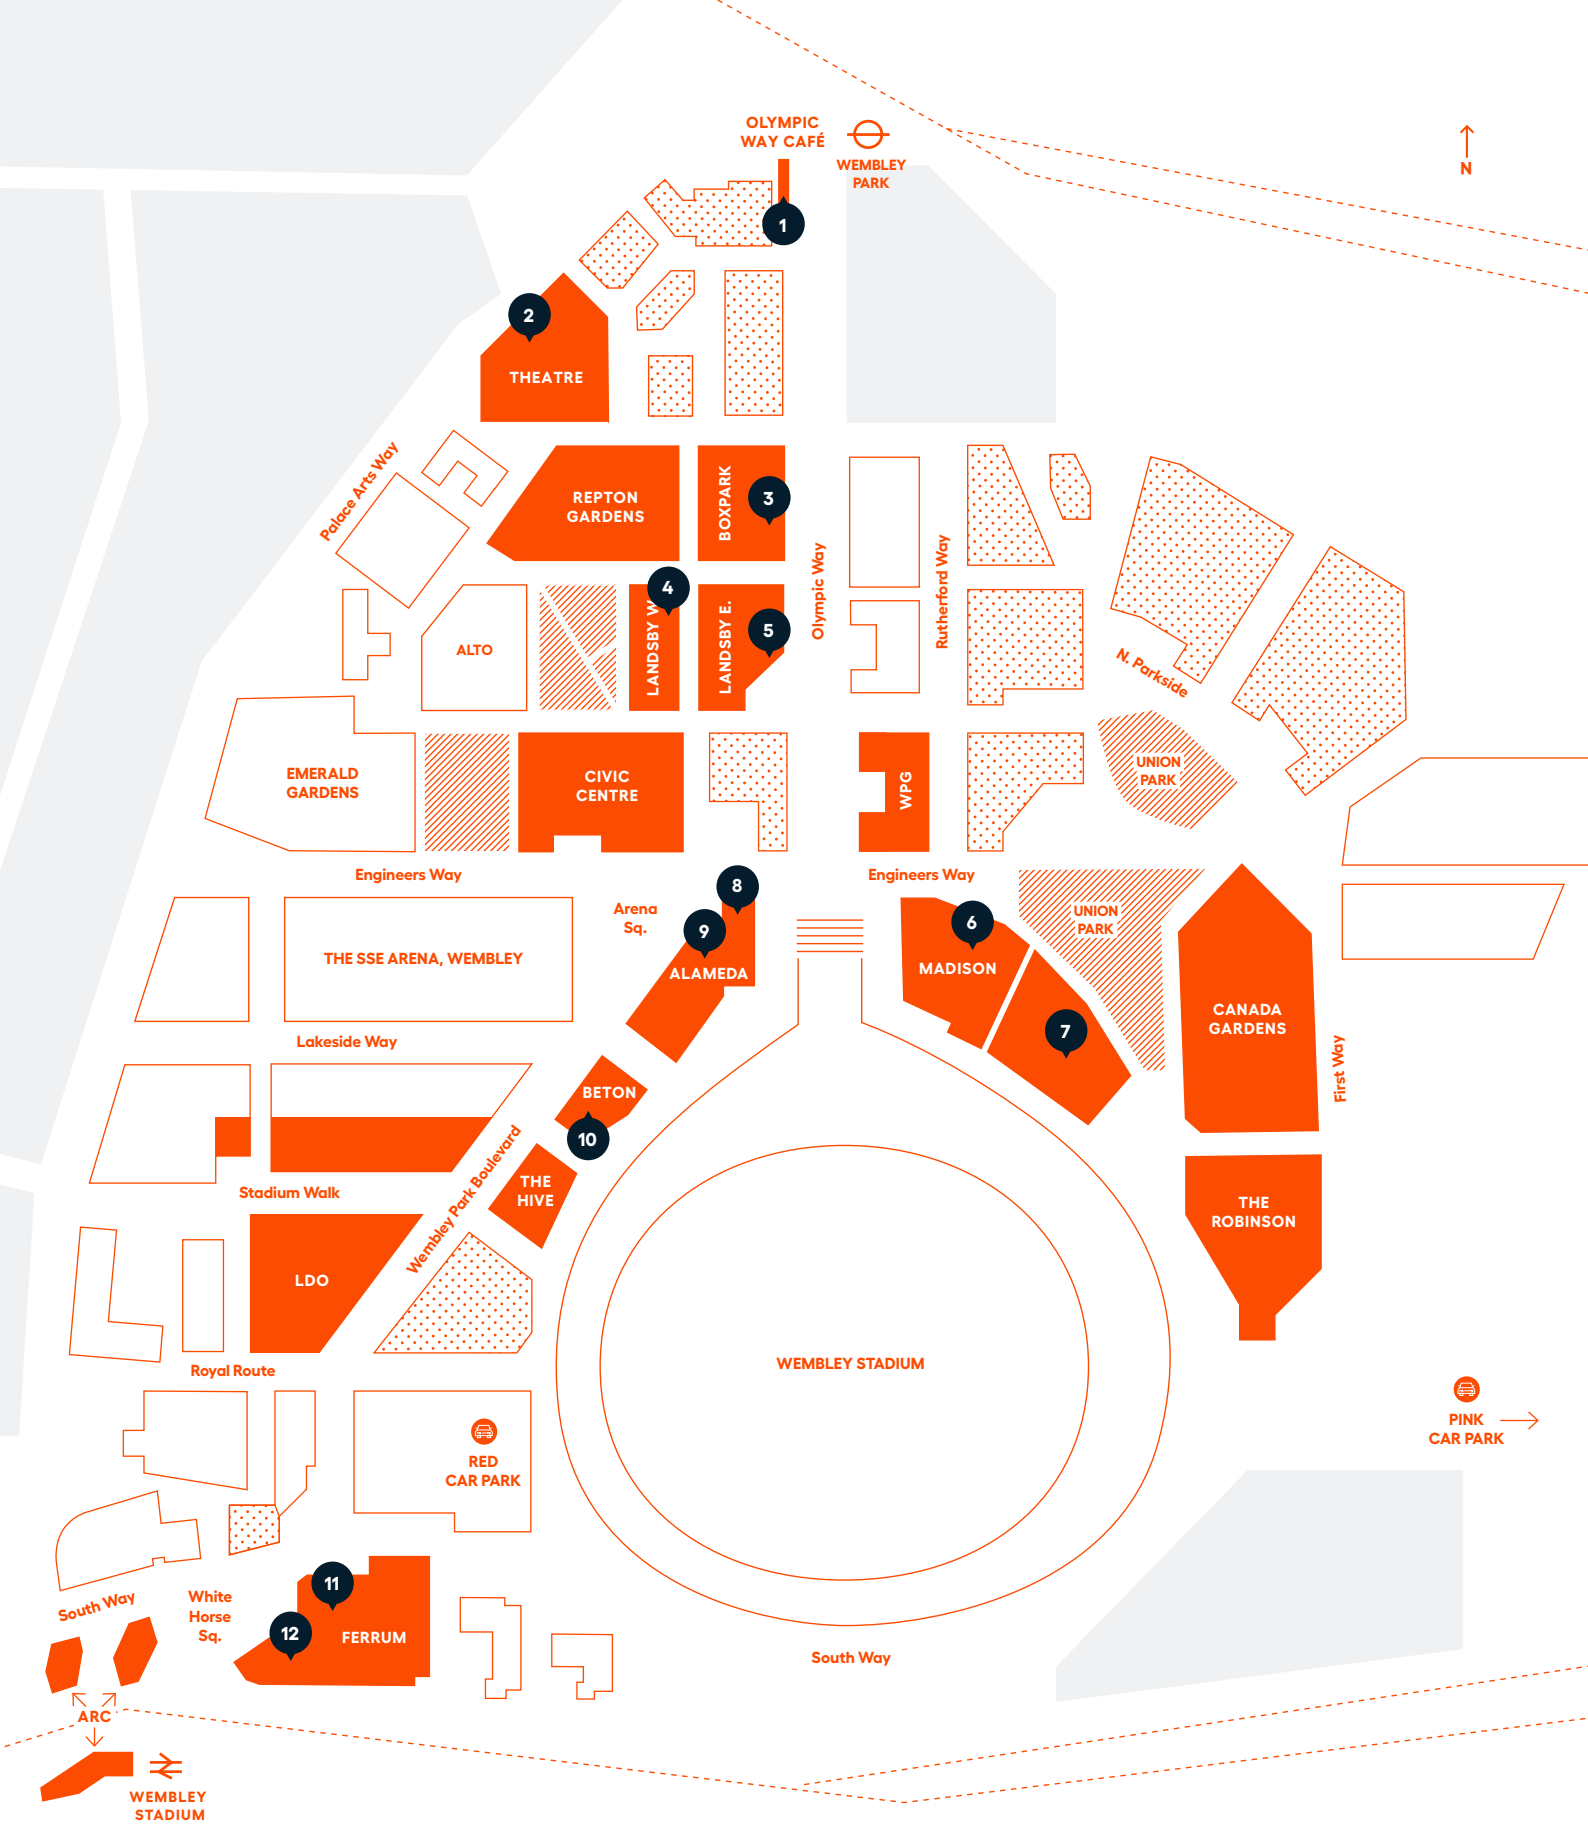 OLYMPIC
WAY CAFÉ
WEMBLEY
PARK
N
1
2
THEATRE
Palace Arts Way
REPTON
GARDENS
BOXPARK
3
Olympic Way
Rutherford Way
4
LANDSBY W.
LANDSBY E.
5
ALTO
N. Parkside
EMERALD
GARDENS
CIVIC
CENTRE
WPG
UNION
PARK
Engineers Way
Engineers Way
8
9
ALAMEDA
Arena
Sq.
6
MADISON
UNION
PARK
THE SSE ARENA, WEMBLEY
7
CANADA
GARDENS
First Way
Lakeside Way
BETON
10
Wembley Park Boulevard
THE
HIVE
Stadium Walk
THE
ROBINSON
LDO
WEMBLEY STADIUM
Royal Route
RED
CAR PARK
PINK
CAR PARK
11
12
FERRUM
White
Horse
Sq.
South Way
South Way
ARC
WEMBLEY
STADIUM